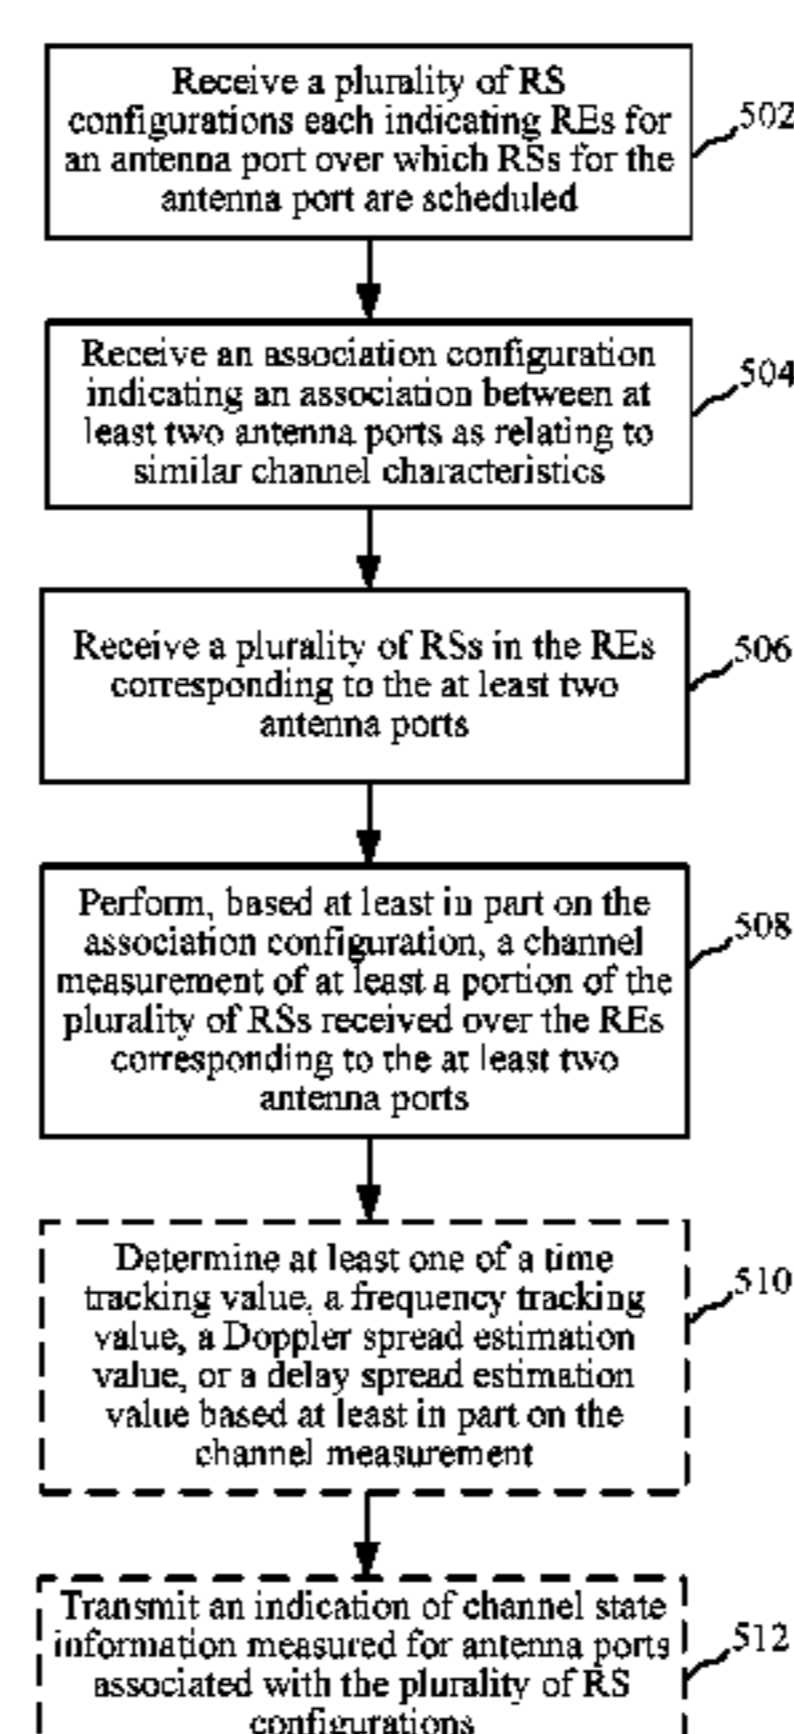 Receive a plurality of RS
configurations each indicating REs for
an antenna port over which RSs for the
antenna port are scheduled
502
Receive an association configuration
indicating an association between at
least two antenna ports as relating to
similar channel characteristics
504
Receive a plurality of RSs in the REs
corresponding to the at least two
antenna ports
506
Perform, based at least in part on the
association configuration, a channel
measurement of at least a portion of the
plurality of RSs received over the REs
corresponding to the at least two
antenna ports
508
Determine at least one of a time
tracking value, a frequency tracking
value, a Doppler spread estimation
value, or a delay spread estimation
value based at least in part on the
channel measurement
510
Transmit an indication of channel state
information measured for antenna ports
associated with the plurality of RS
configurations
512